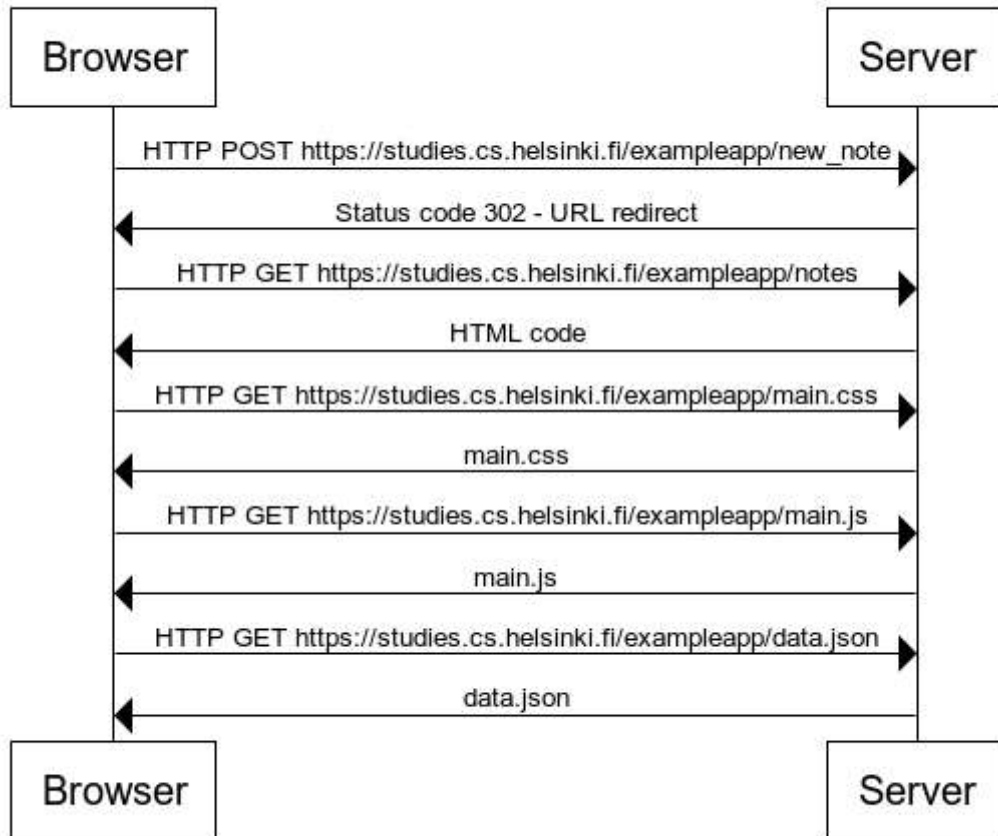 Browser
Server
HTTP POST https://studies.cs.helsinki.fi/exampleapp/new_note
Status code 302 - URL redirect
HTTP GET https://studies.cs.helsinki.fi/exampleapp/notes
HTML code
HTTP GET https://studies.cs.helsinki.fi/exampleapp/main.css
main.css
HTTP GET https://studies.cs.helsinki.fi/exampleapp/main.js
main.js
HTTP GET https://studies.cs.helsinki.fi/exampleapp/data.json
data.json
Browser
Server